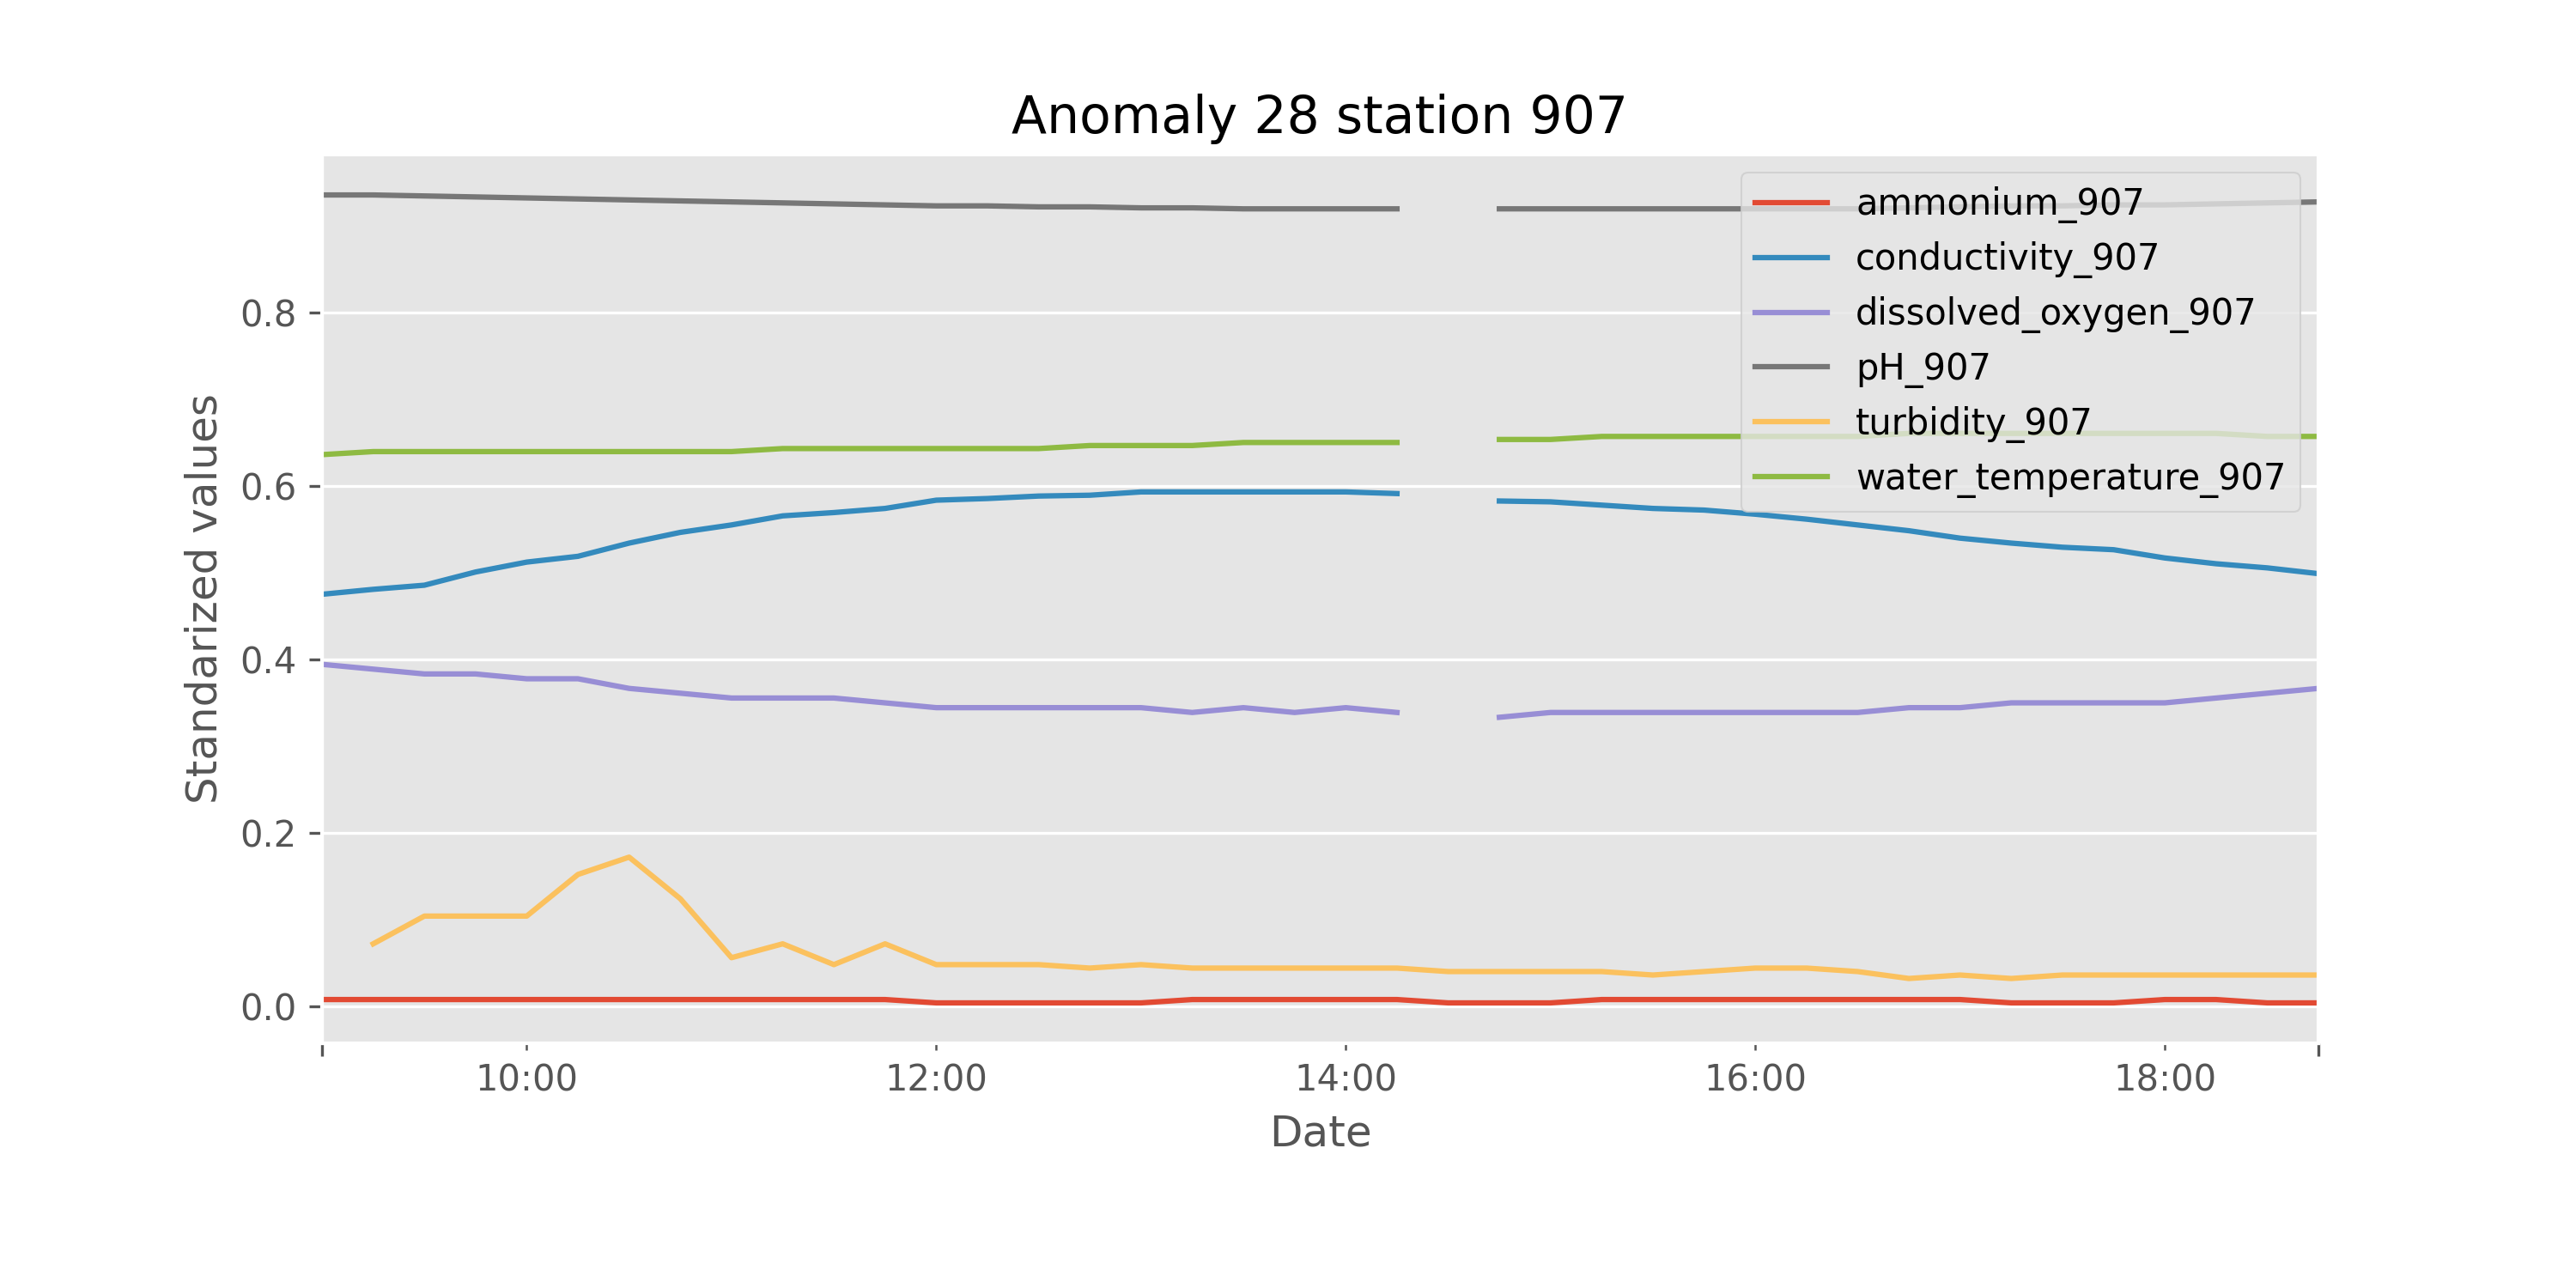 Anomaly 28 station 907
ammonium_907
conductivity_907
dissolved_oxygen_907
pH_907
turbidity_907
water_temperature_907
Standarized values
0.8
0.6
0.4
0.2
0.0
10:00 12:00 14:00 16:00 18:00
Date